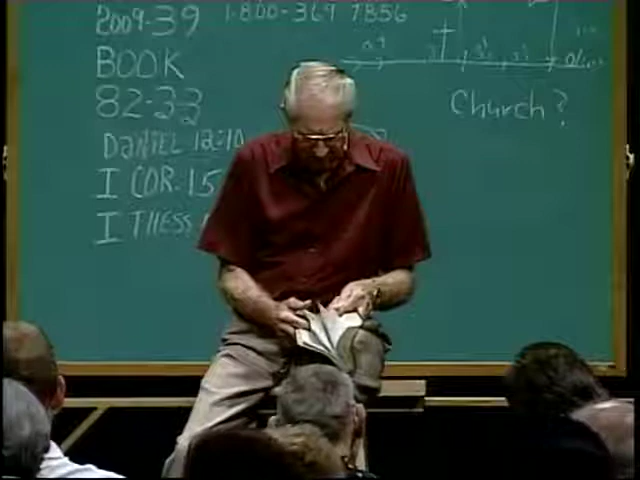 2009-39
1-800-369 7856
BOOK
82-33
DANIEL 12:10
I COR. 15
I THESS
Church?